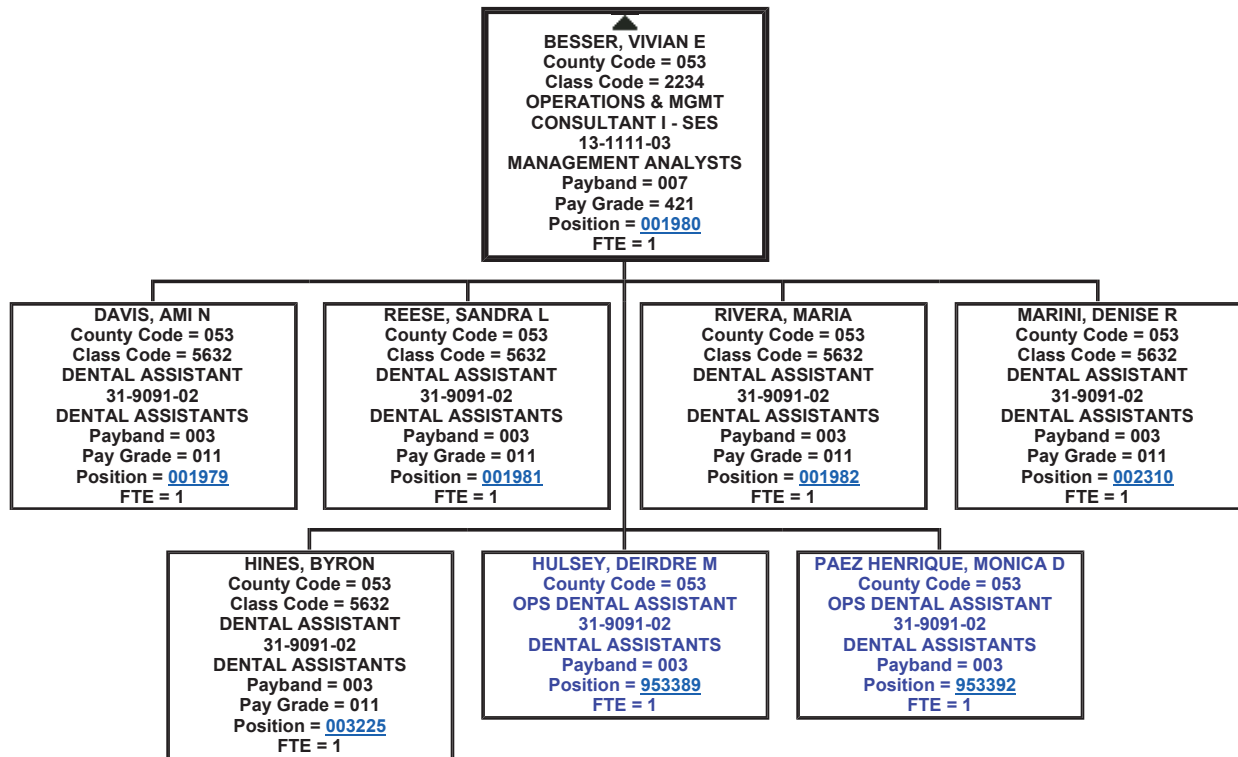 BESSER, VIVIAN E
County Code = 053
Class Code = 2234
OPERATIONS & MGMT
CONSULTANT I - SES
13-1111-03
MANAGEMENT ANALYSTS
Payband = 007
Pay Grade = 421
Position = 001980
FTE = 1
DAVIS, AMI N
County Code = 053
Class Code = 5632
DENTAL ASSISTANT
31-9091-02
DENTAL ASSISTANTS
Payband = 003
Pay Grade = 011
Position = 001979
FTE = 1
REESE, SANDRA L
County Code = 053
Class Code = 5632
DENTAL ASSISTANT
31-9091-02
DENTAL ASSISTANTS
Payband = 003
Pay Grade = 011
Position = 001981
FTE = 1
RIVERA, MARIA
County Code = 053
Class Code = 5632
DENTAL ASSISTANT
31-9091-02
DENTAL ASSISTANTS
Payband = 003
Pay Grade = 011
Position = 001982
FTE = 1
MARINI, DENISE R
County Code = 053
Class Code = 5632
DENTAL ASSISTANT
31-9091-02
DENTAL ASSISTANTS
Payband = 003
Pay Grade = 011
Position = 002310
FTE = 1
HINES, BYRON
County Code = 053
Class Code = 5632
DENTAL ASSISTANT
31-9091-02
DENTAL ASSISTANTS
Payband = 003
Pay Grade = 011
Position = 003225
FTE = 1
HULSEY, DEIRDRE M
County Code = 053
OPS DENTAL ASSISTANT
31-9091-02
DENTAL ASSISTANTS
Payband = 003
Position = 953389
FTE = 1
PAEZ HENRIQUE, MONICA D
County Code = 053
OPS DENTAL ASSISTANT
31-9091-02
DENTAL ASSISTANTS
Payband = 003
Position = 953392
FTE = 1